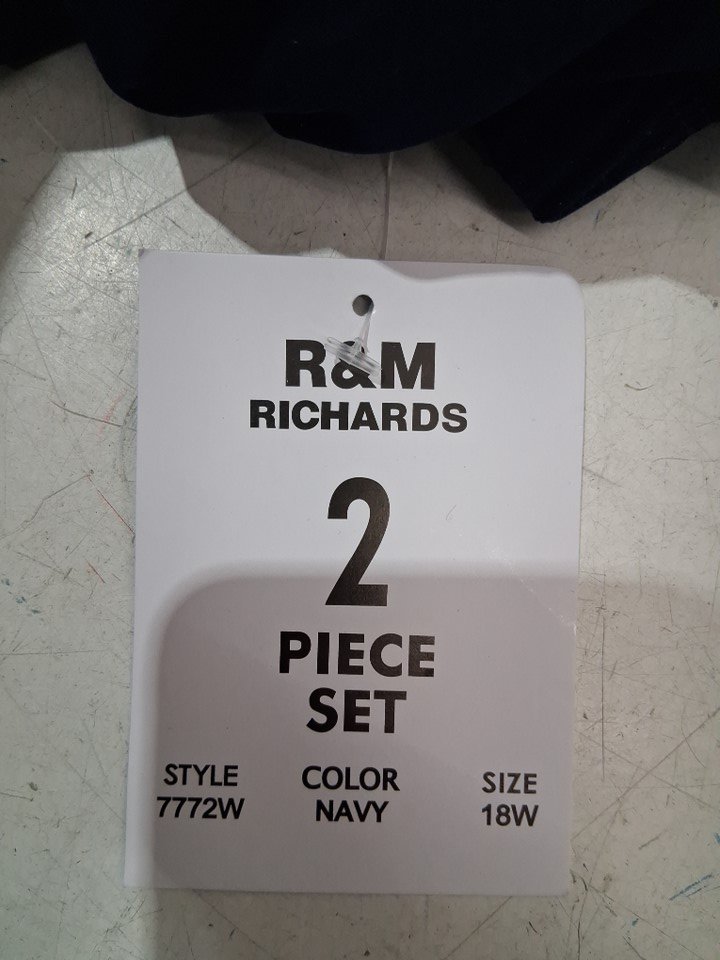 R&M
RICHARDS
2
PIECE
SET
STYLE COLOR SIZE
7772W NAVY 18W